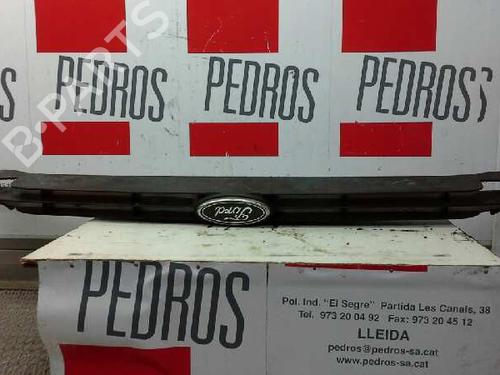 PEDROS
PEDROS
PEDROS
PEDROS
B-PARTS
Ford
PEDROS
Pol. Ind. "El Segre" Partida Les Canals, 38
Tel. 973 20 04 92 Fax: 973 20 45 12
LLEIDA
pedros@pedros-sa.cat
www.pedros-sa.cat